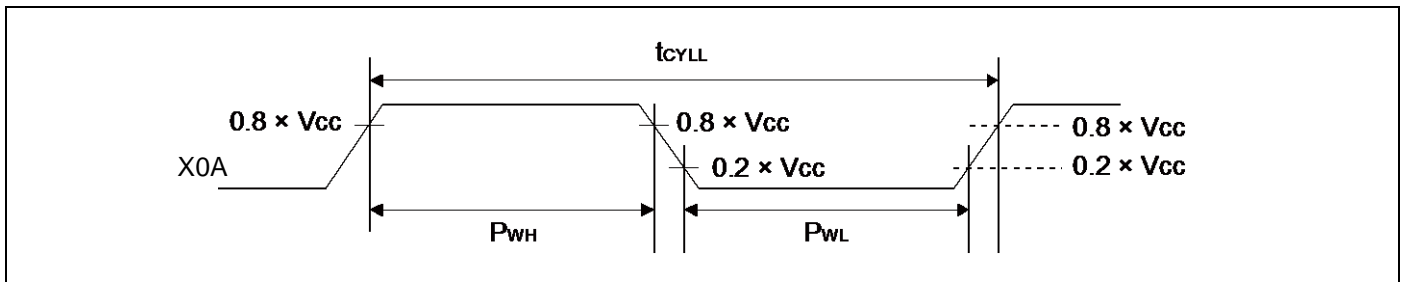 tCYLL
0.8 × Vcc
0.8 × Vcc
0.8 × Vcc
X0A
0.2 × Vcc
0.2 × Vcc
PWH
PWL